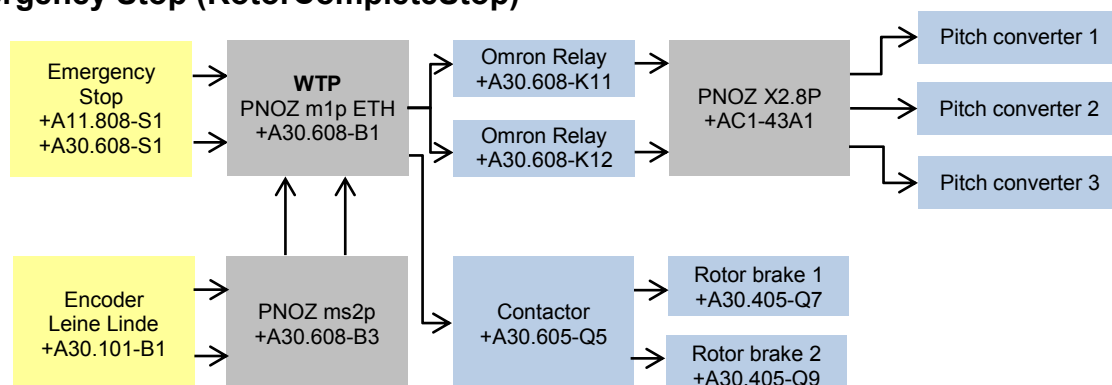 rgency Stop (RotorCompleteStop)
Emergency
Stop
+A11.808-S1
+A30.608-S1
WTP
PNOZ m1p ETH
+A30.608-B1
Omron Relay
+A30.608-K11
Omron Relay
+A30.608-K12
PNOZ X2.8P
+AC1-43A1
Pitch converter 1
Pitch converter 2
Pitch converter 3
Encoder
Leine Linde
+A30.101-B1
PNOZ ms2p
+A30.608-B3
Contactor
+A30.605-Q5
Rotor brake 1
+A30.405-Q7
Rotor brake 2
+A30.405-Q9